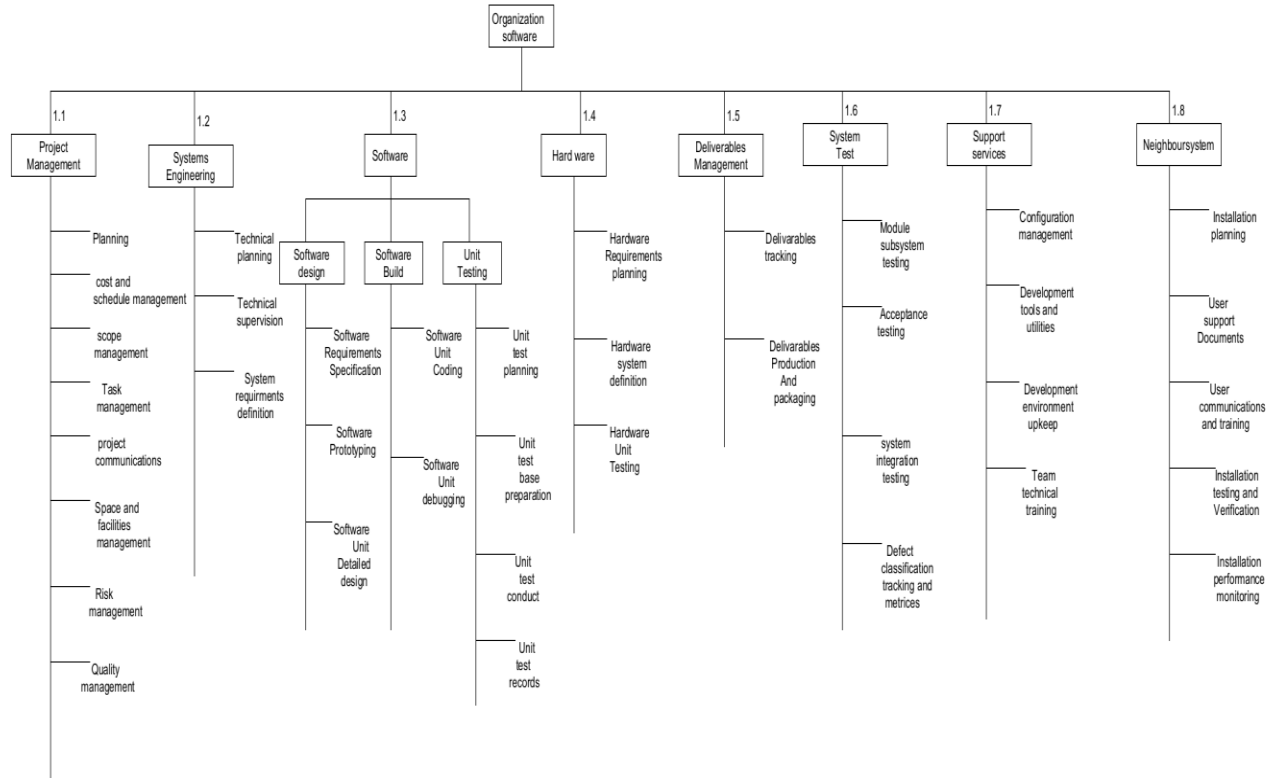 Organization
software
1.1
Project
Management
Planning
cost and
schedule management
scope
management
Task
management
project
communications
Space and
facilities
management
Risk
management
Quality
management
1.2
Systems
Engineering
Technical
planning
Technical
supervision
System
requirments
definition
1.3
Software
Software
design
Software
Requirements
Specification
Software
Prototyping
Software
Unit
Detailed
design
Software
Build
Software
Unit
Coding
Software
Unit
debugging
Unit
Testing
Unit
test
planning
Unit
test
base
preparation
Unit
test
conduct
Unit
test
records
1.4
Hard ware
Hardware
Requirements
planning
Hardware
system
definition
Hardware
Unit
Testing
1.5
Deliverables
Management
Delivarables
tracking
Delivarables
Production
And
packaging
1.6
System
Test
Module
subsystem
testing
Acceptance
testing
system
integration
testing
Defect
classification
tracking and
metrices
1.7
Support
services
Configuration
management
Development
tools and
utilities
Development
environment
upkeep
Team
technical
training
1.8
Neighboursystem
Installation
planning
User
support
Documents
User
communications
and training
Installation
testing and
Verification
Installation
performance
monitoring